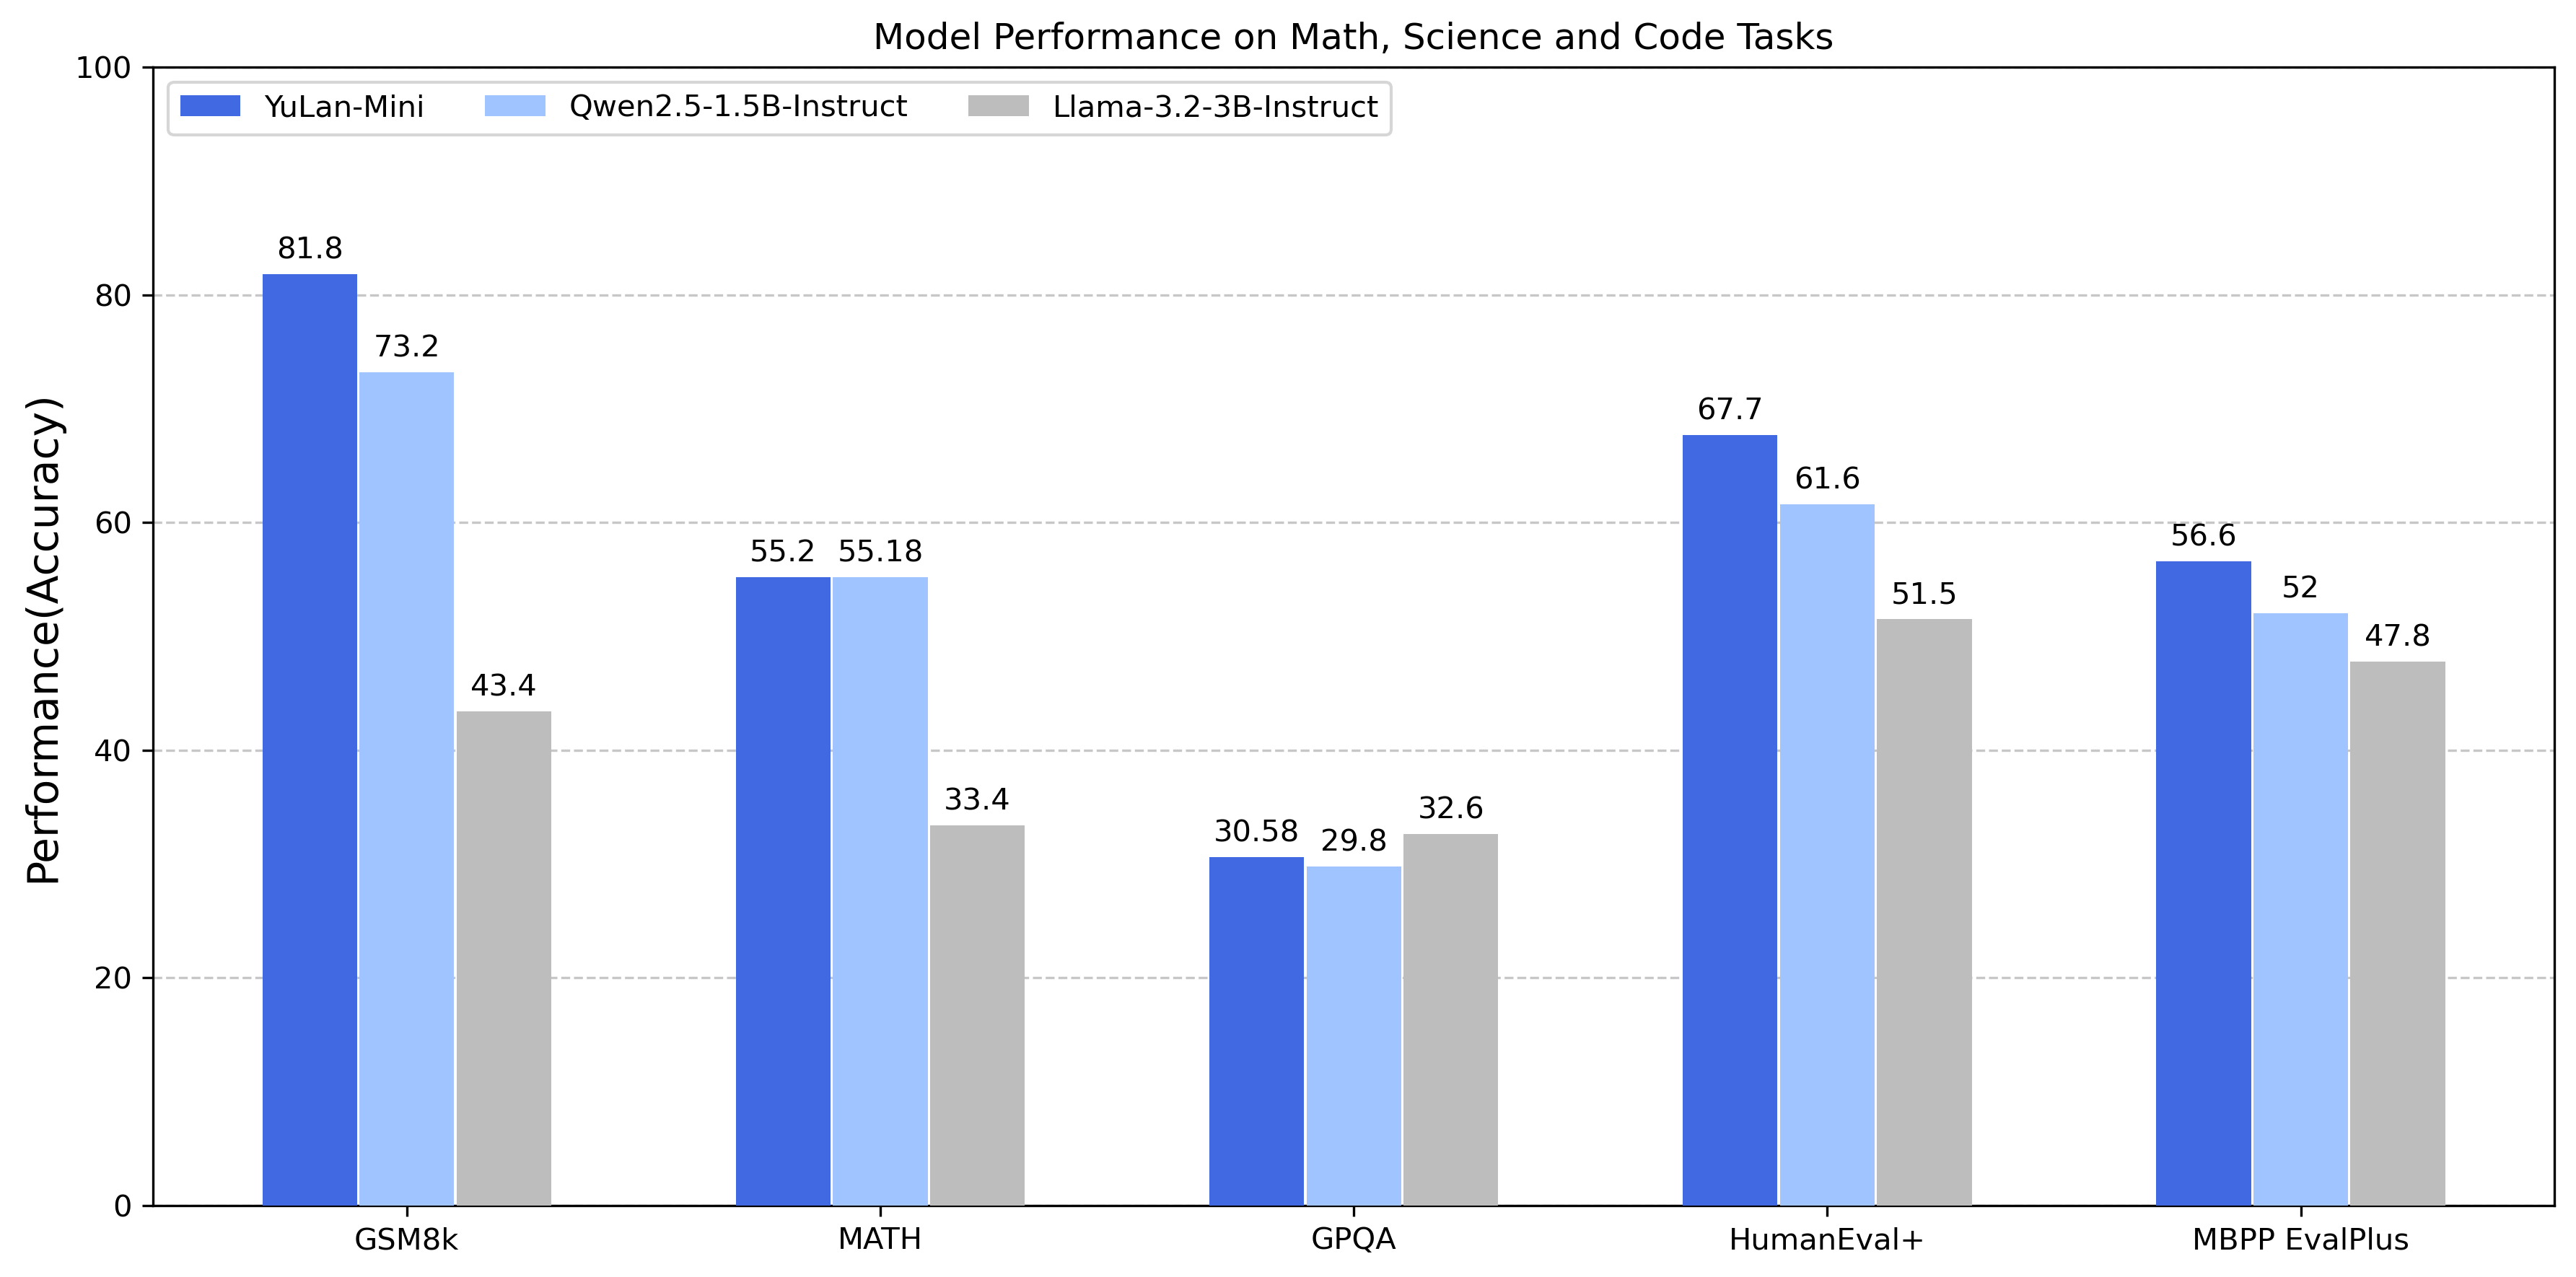 Model Performance on Math, Science and Code Tasks
YuLan-Mini
Qwen2.5-1.5B-Instruct
Llama-3.2-3B-Instruct
Performance(Accuracy)
100
80
60
40
20
0
81.8
73.2
43.4
55.2
55.18
33.4
30.58
29.8
32.6
67.7
61.6
51.5
56.6
52
47.8
GSM8k
MATH
GPQA
HumanEval+
MBPP EvalPlus